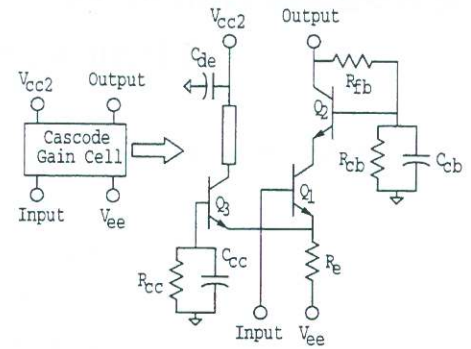 Vcc2
Output
Cascode
Gain Cell
Input
Vee
Vcc2
Output
Cde
Rfb
Q2
Rcb
Ccb
Q1
Q3
Ccc
Rcc
Re
Input
Vee